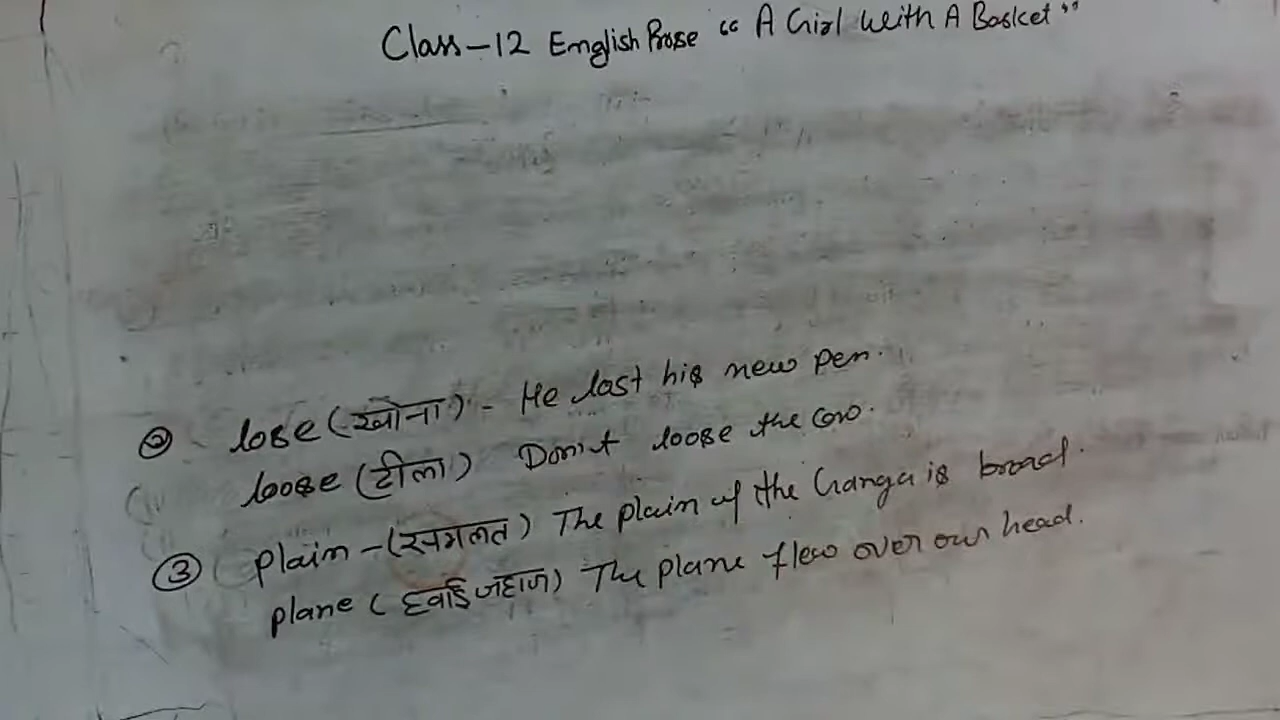 Class-12 English Prose “A Girl With A Basket”
② lose (खोना) - He last his new pen.
loose (ढीला) Don't loose the cow.
③ plain - (समतल) The plain of the Ganga is broad.
plane (हवाई जहाज) The plane flew over our head.